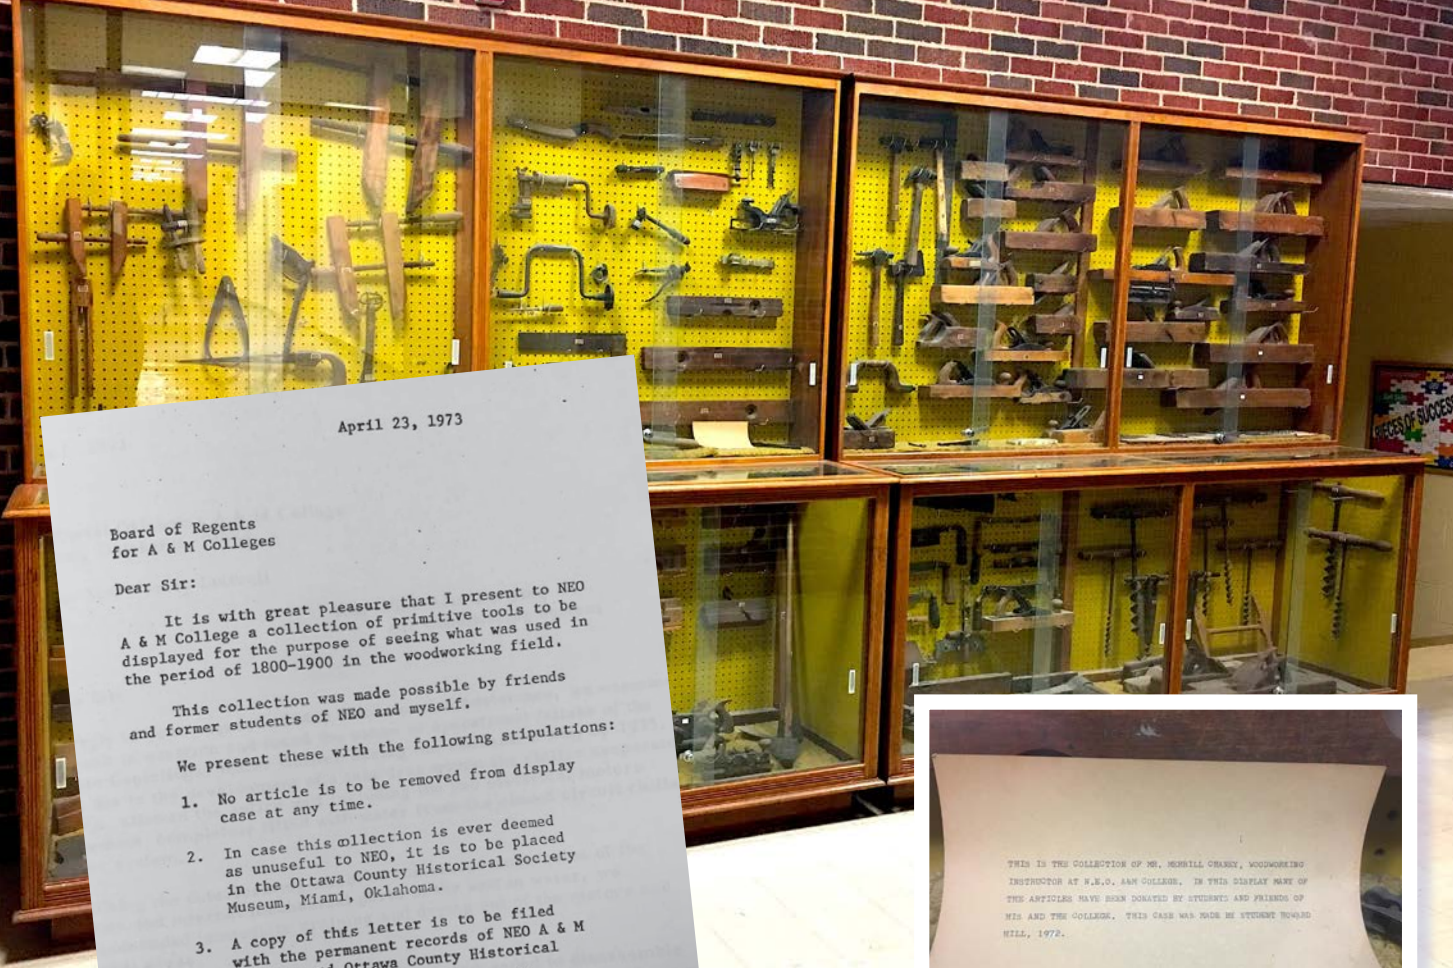 April 23, 1973
Board of Regents
for A & M Colleges
Dear Sir:
It is with great pleasure that I present to NEO
A & M College a collection of primitive tools to be
displayed for the purpose of seeing what was used in
the period of 1800-1900 in the woodworking field.
This collection was made possible by friends
and former students of NEO and myself.
We present these with the following stipulations:
1. No article is to be removed from display
case at any time.
2. In case this collection is ever deemed
as unuseful to NEO, it is to be placed
in the Ottawa County Historical Society
Museum, Miami, Oklahoma.
3. A copy of this letter is to be filed
with the permanent records of NEO A & M
Ottawa County Historical
PIECES OF SUCCESS
THIS IS THE COLLECTION OF MR. MERRILL CHANEY, WOODWORKING
INSTRUCTOR AT N.E.O. A&M COLLEGE. IN THIS DISPLAY MANY OF
THE ARTICLES HAVE BEEN DONATED BY STUDENTS AND FRIENDS OF
HIS AND THE COLLEGE. THIS CASE WAS MADE BE STUDENT HOWARD
HILL, 1972.